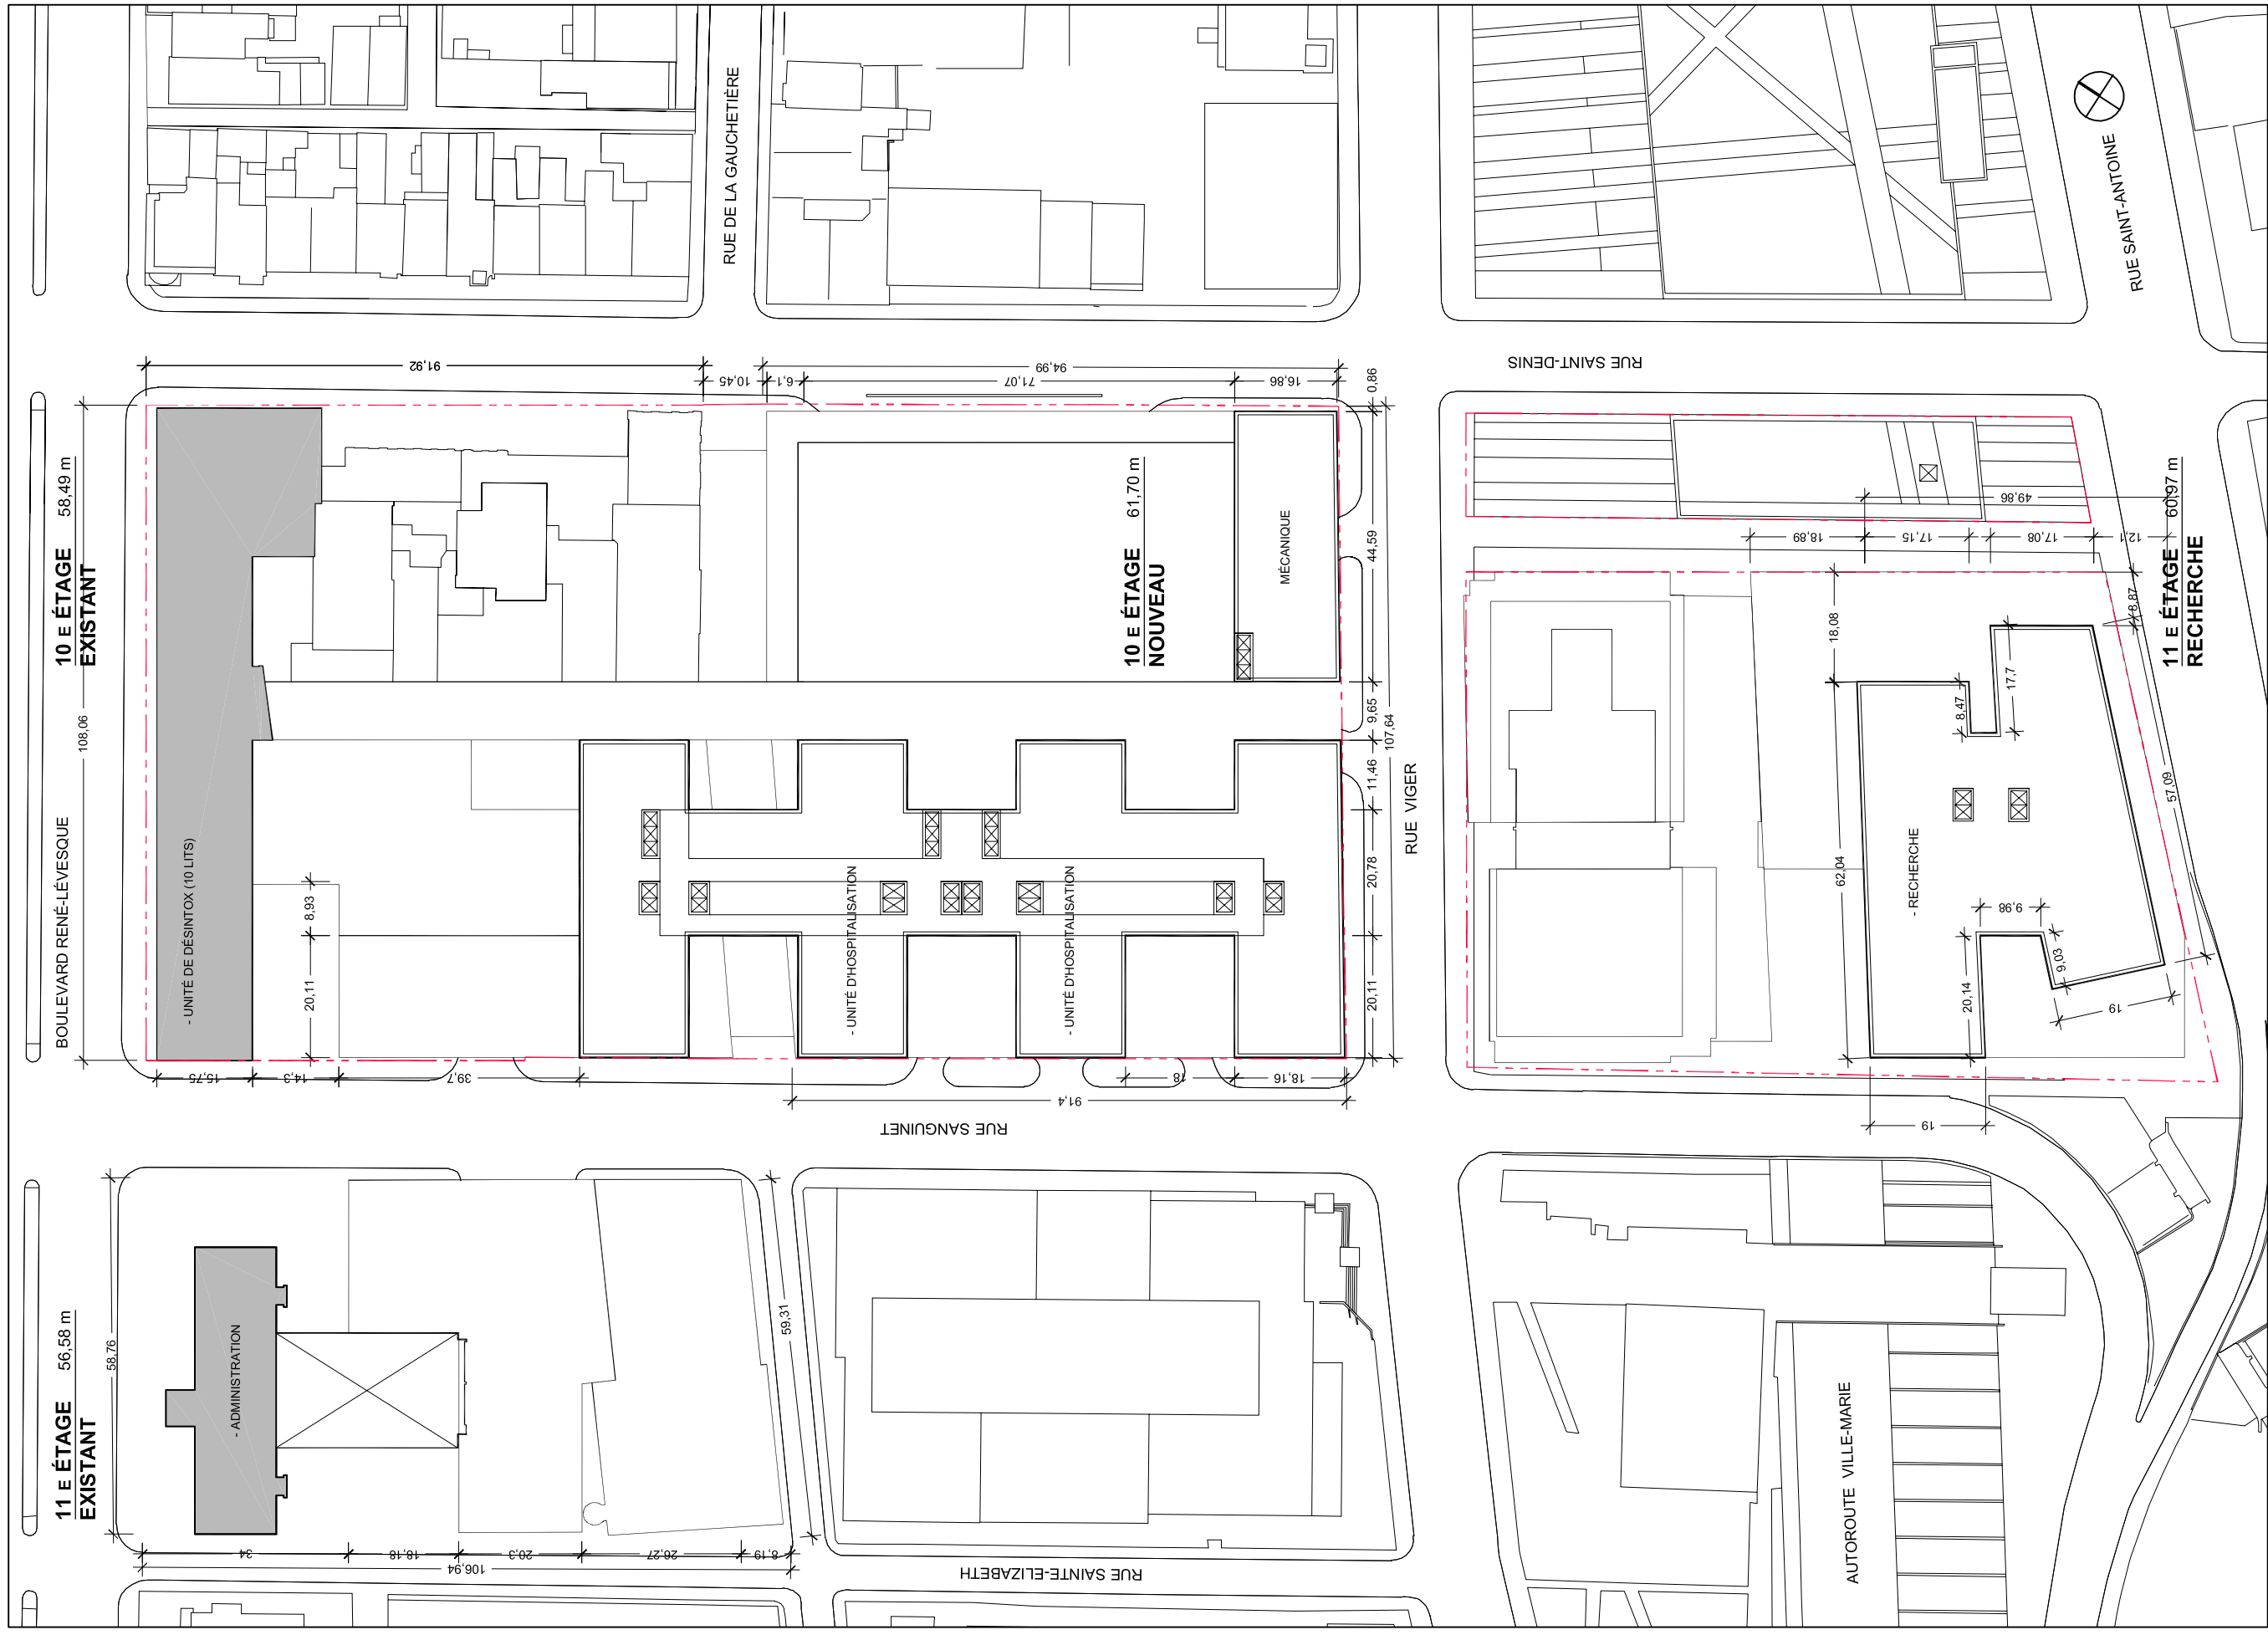 RUE DE LA GAUCHETIÈRE
RUE SAINT-ANTOINE
RUE SAINT-DENIS
91,92
10,45
6,1
94,99
71,07
16,86
0,86
10 E ÉTAGE 58,49 m
EXISTANT
108,06
BOULEVARD RENÉ-LÉVESQUE
- UNITÉ DE DÉSINTOX (10 LITS)
8,93
20,11
15,75
14,3
39,7
10 E ÉTAGE 61,70 m
NOUVEAU
MÉCANIQUE
44,59
9,65
107,64
11,46
20,78
20,11
- UNITÉ D'HOSPITALISATION
- UNITÉ D'HOSPITALISATION
RUE VIGER
18
18,16
91,4
RUE SANGUINET
11 E ÉTAGE 60,97 m
RECHERCHE
49,86
18,89
17,15
17,08
12,1
8,87
18,08
8,47
17,7
57,09
62,04
- RECHERCHE
9,98
9,03
20,14
19
19
11 E ÉTAGE 56,58 m
EXISTANT
58,76
- ADMINISTRATION
59,31
34
18,18
20,3
26,27
8,19
106,94
RUE SAINTE-ELIZABETH
AUTOROUTE VILLE-MARIE